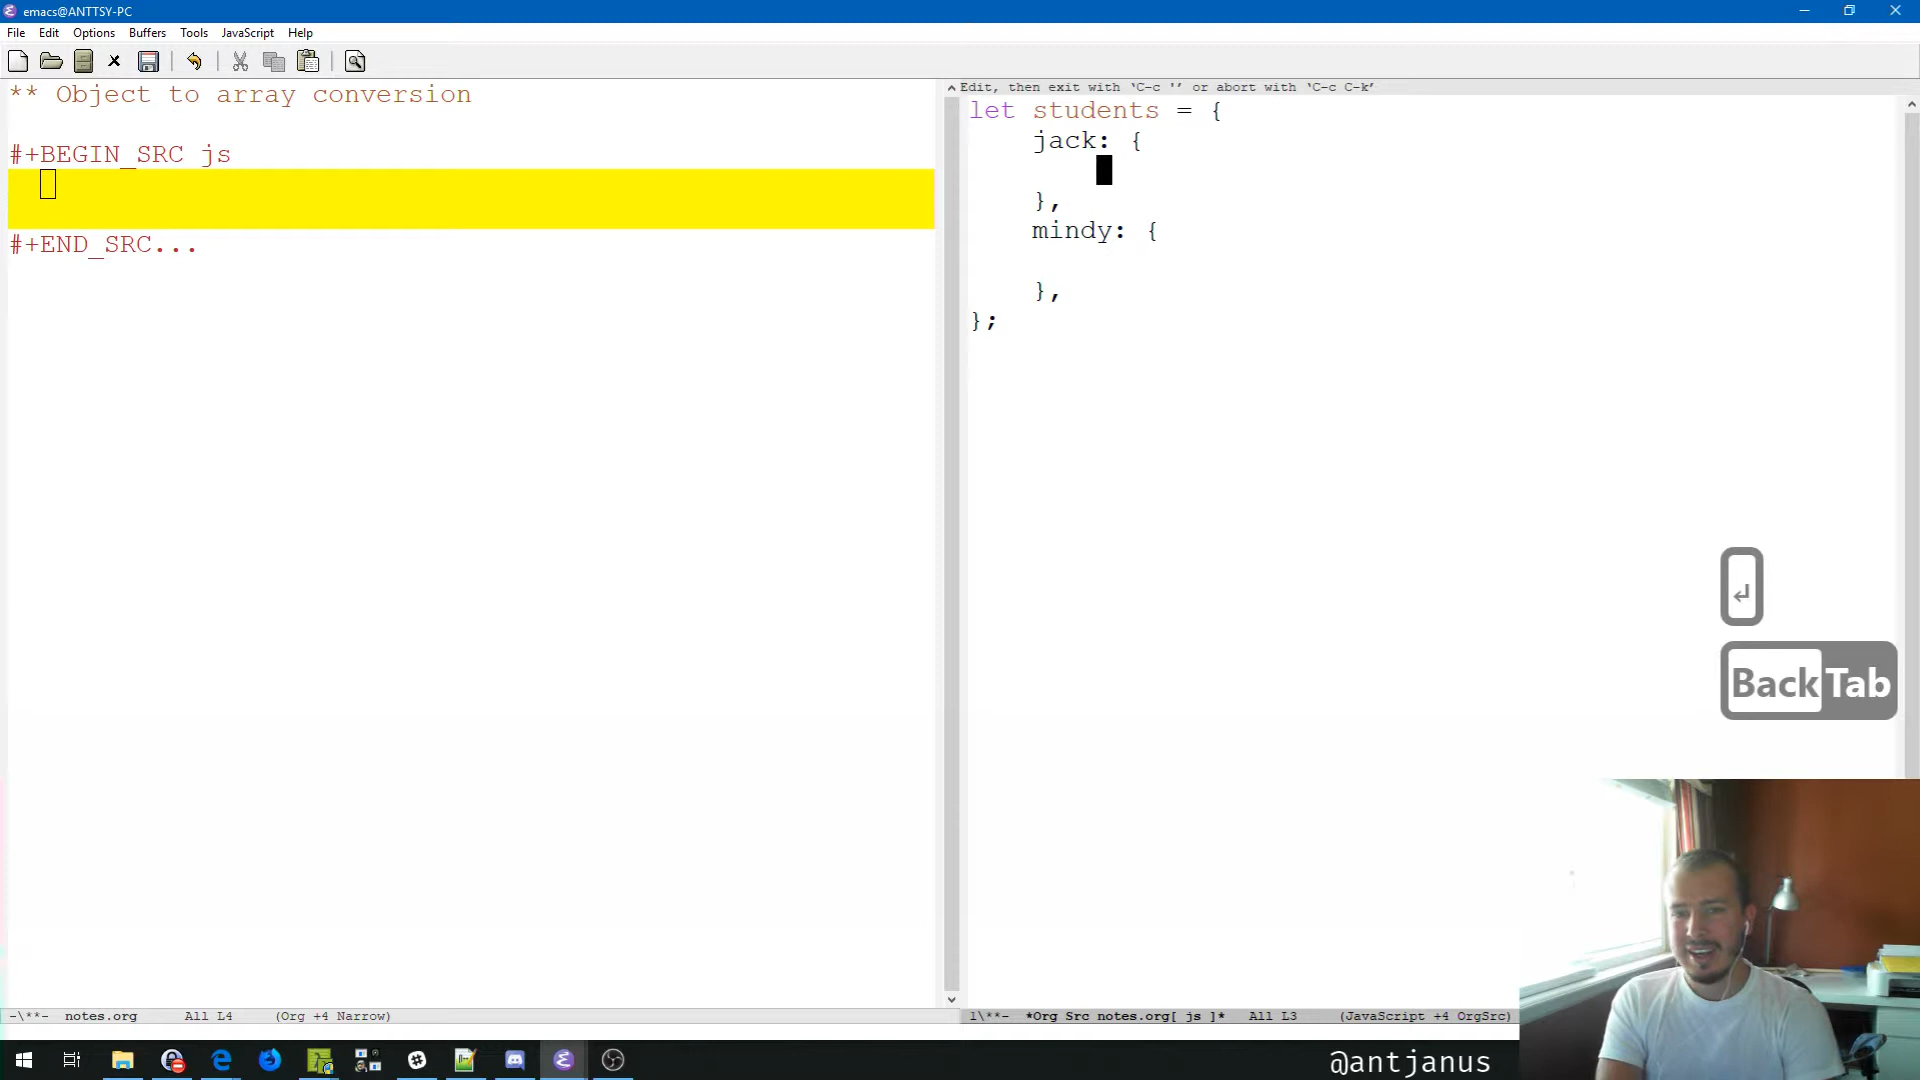 emacs@ANTTSY-PC
File Edit Options Buffers Tools JavaScript Help
** Object to array conversion
#+BEGIN_SRC js
#+END_SRC...
Edit, then exit with ‘C-c '’ or abort with ‘C-c C-k’
let students = {
jack: {
},
mindy: {
},
};
BackTab
-\**- notes.org All L4 (Org +4 Narrow)
1\**- *Org Src notes.org[ js ]* All L3 (JavaScript +4 OrgSrc)
@antjanus